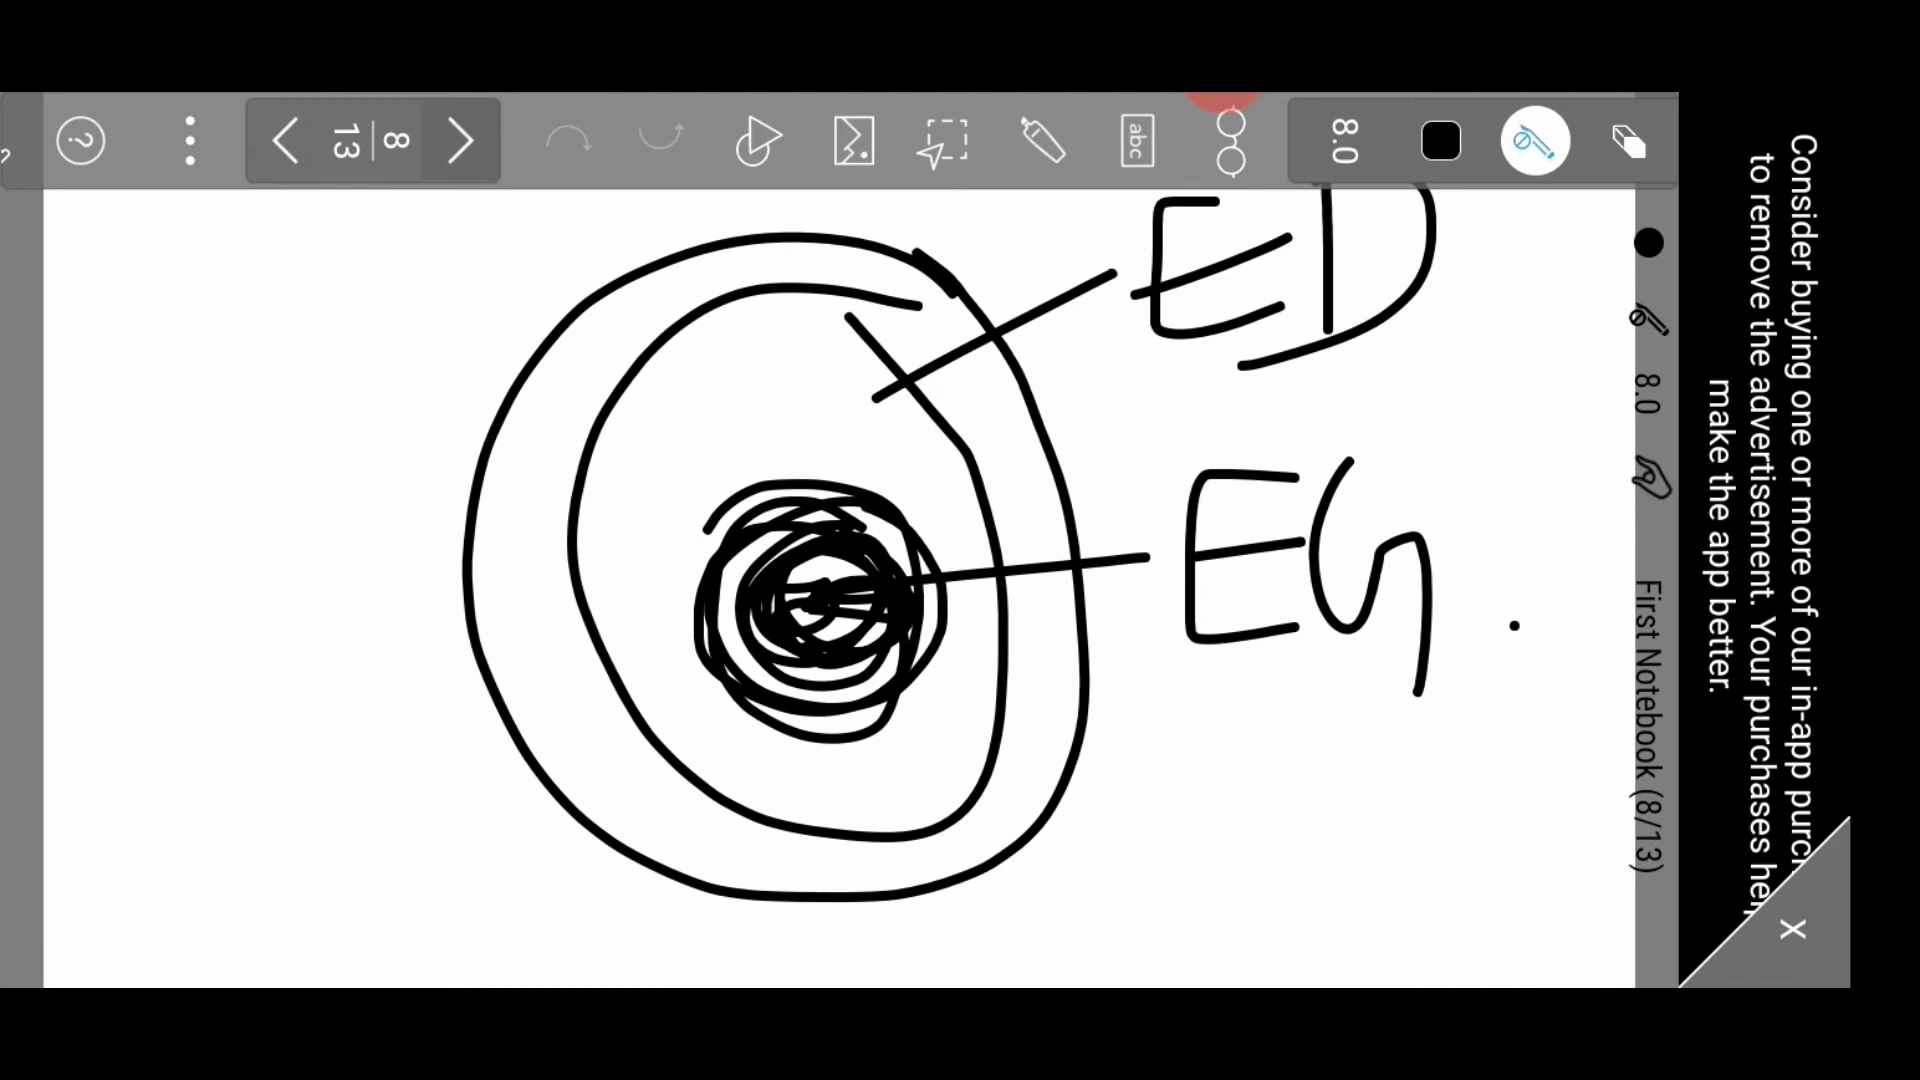 ED
EG.
8
13
abc
8.0
8.0
First Notebook (8/13)
Consider buying one or more of our in-app purc
to remove the advertisement. Your purchases hel
make the app better.
X
?